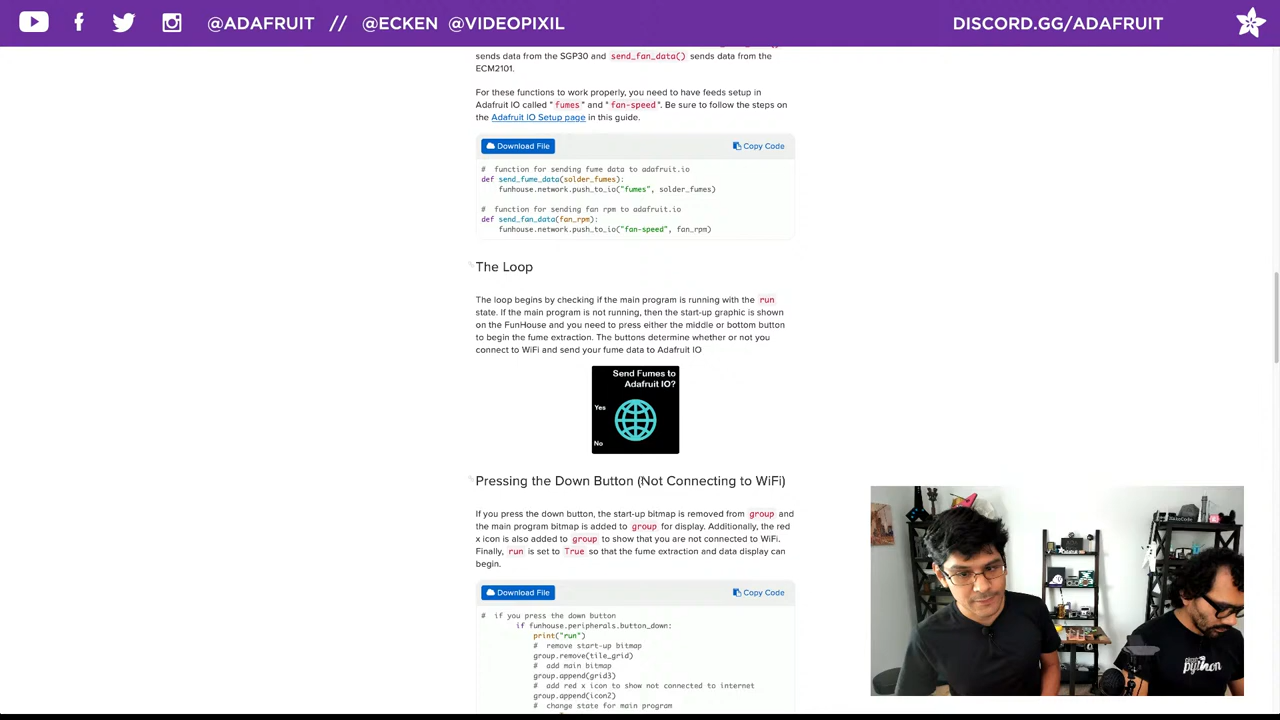 @ADAFRUIT // @ECKEN @VIDEOPIXIL
DISCORD.GG/ADAFRUIT
sends data from the SGP30 and send_fan_data() sends data from the
ECM2101.
For these functions to work properly, you need to have feeds setup in
Adafruit IO called "fumes" and "fan-speed". Be sure to follow the steps on
the Adafruit IO Setup page in this guide.
Download File
Copy Code
# function for sending fume data to adafruit.io
def send_fume_data(solder_fumes):
funhouse.network.push_to_io("fumes", solder_fumes)
# function for sending fan rpm to adafruit.io
def send_fan_data(fan_rpm):
funhouse.network.push_to_io("fan-speed", fan_rpm)
The Loop
The loop begins by checking if the main program is running with the run
state. If the main program is not running, then the start-up graphic is shown
on the FunHouse and you need to press either the middle or bottom button
to begin the fume extraction. The buttons determine whether or not you
connect to WiFi and send your fume data to Adafruit IO
Send Fumes to
Adafruit IO?
Yes
No
Pressing the Down Button (Not Connecting to WiFi)
If you press the down button, the start-up bitmap is removed from group and
the main program bitmap is added to group for display. Additionally, the red
x icon is also added to group to show that you are not connected to WiFi.
Finally, run is set to True so that the fume extraction and data display can
begin.
Download File
Copy Code
# if you press the down button
if funhouse.peripherals.button_down:
print("run")
# remove start-up bitmap
group.remove(tile_grid)
# add main bitmap
group.append(grid3)
# add red x icon to show not connected to internet
group.append(icon2)
# change state for main program
python